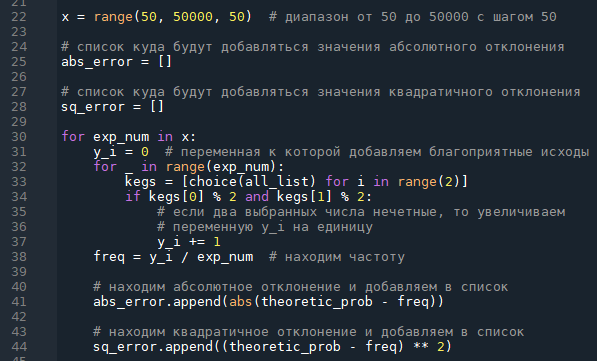 21
22 x = range(50, 50000, 50)  # диапазон от 50 до 50000 с шагом 50
23
24 # список куда будут добавляться значения абсолютного отклонения
25 abs_error = []
26
27 # список куда будут добавляться значения квадратичного отклонения
28 sq_error = []
29
30 for exp_num in x:
31     y_i = 0  # переменная к которой добавляем благоприятные исходы
32     for _ in range(exp_num):
33         kegs = [choice(all_list) for i in range(2)]
34         if kegs[0] % 2 and kegs[1] % 2:
35             # если два выбранных числа нечетные, то увеличиваем
36             # переменную y_i на единицу
37             y_i += 1
38     freq = y_i / exp_num  # находим частоту
39
40     # находим абсолютное отклонение и добавляем в список
41     abs_error.append(abs(theoretic_prob - freq))
42
43     # находим квадратичное отклонение и добавляем в список
44     sq_error.append((theoretic_prob - freq) ** 2)